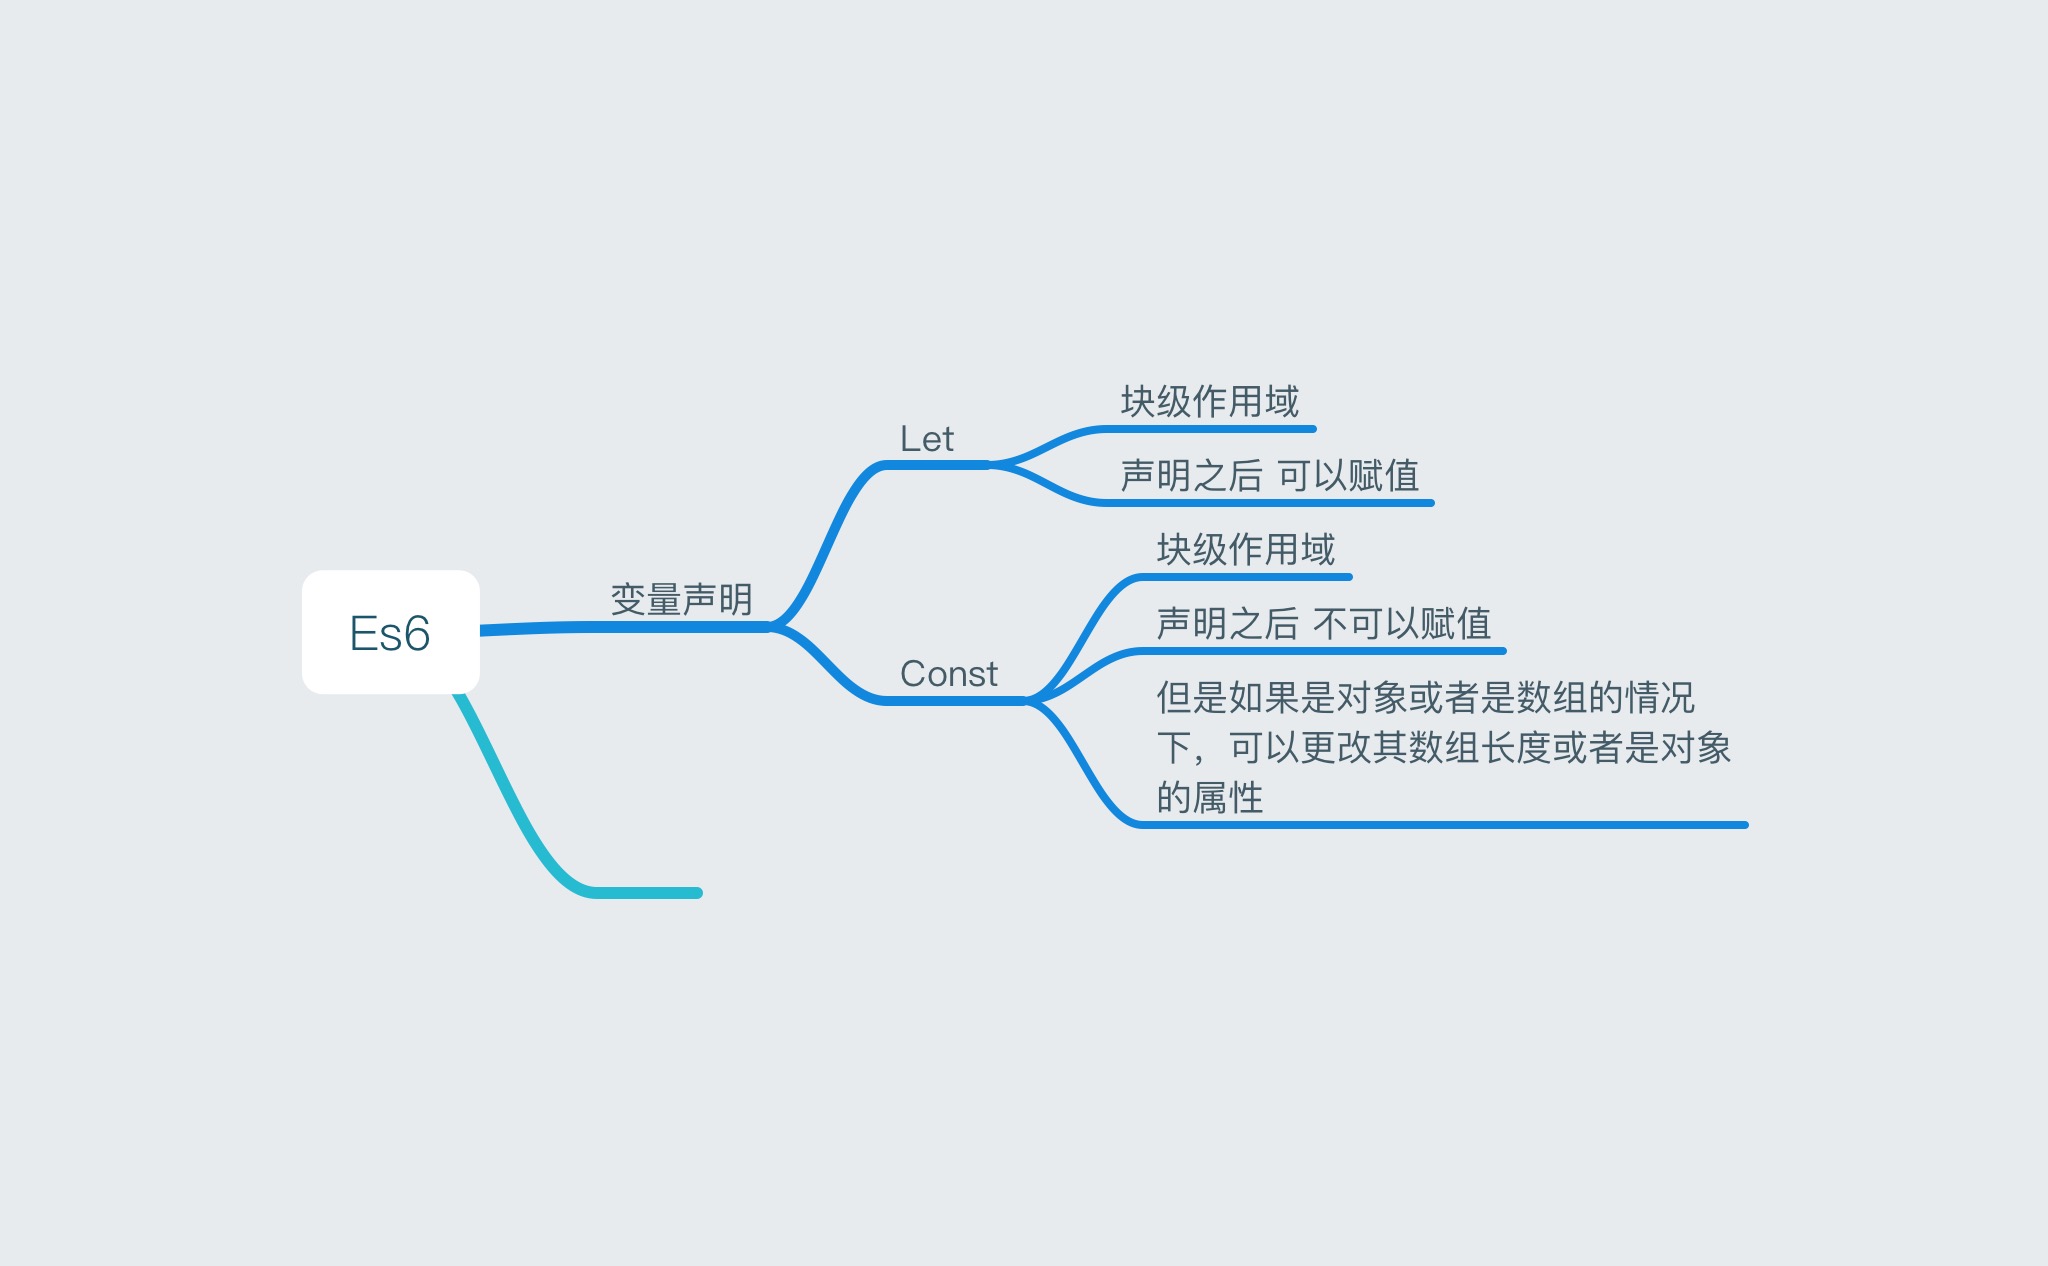 Es6
变量声明
Let
块级作用域
声明之后 可以赋值
Const
块级作用域
声明之后 不可以赋值
但是如果是对象或者是数组的情况
下，可以更改其数组长度或者是对象
的属性